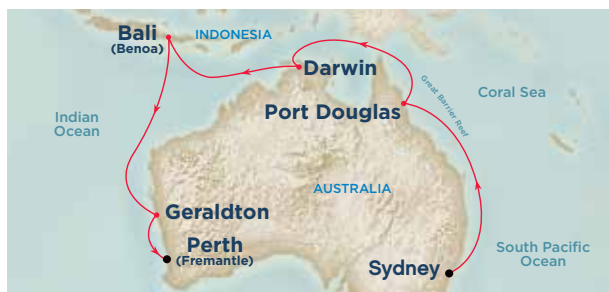 Bali
(Benoa)
INDONESIA
Darwin
Port Douglas
Great Barrier Reef
Coral Sea
Indian
Ocean
AUSTRALIA
Geraldton
Perth
(Fremantle)
Sydney
South Pacific
Ocean